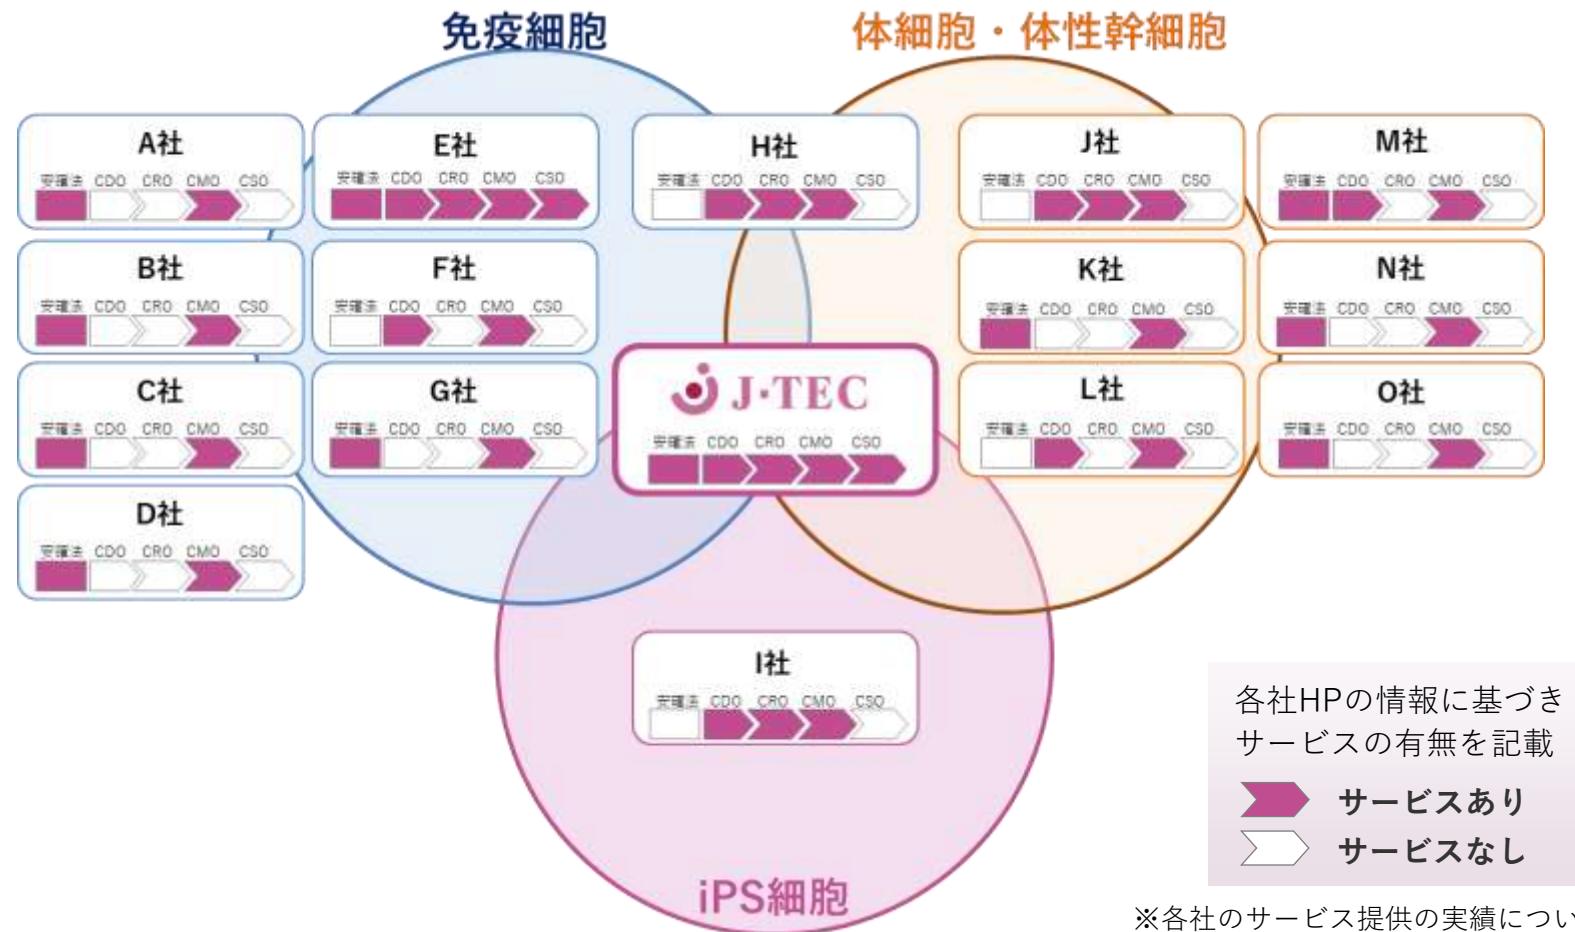 免疫細胞
体細胞・体性幹細胞
A社
安確法 CDO CRO CMO CSO
E社
安確法 CDO CRO CMO CSO
H社
安確法 CDO CRO CMO CSO
J社
安確法 CDO CRO CMO CSO
M社
安確法 CDO CRO CMO CSO
B社
安確法 CDO CRO CMO CSO
F社
安確法 CDO CRO CMO CSO
K社
安確法 CDO CRO CMO CSO
N社
安確法 CDO CRO CMO CSO
C社
安確法 CDO CRO CMO CSO
G社
安確法 CDO CRO CMO CSO
J・TEC
安確法 CDO CRO CMO CSO
L社
安確法 CDO CRO CMO CSO
O社
安確法 CDO CRO CMO CSO
D社
安確法 CDO CRO CMO CSO
I社
安確法 CDO CRO CMO CSO
iPS細胞
各社HPの情報に基づき
サービスの有無を記載
サービスあり
サービスなし
※各社のサービス提供の実績につい